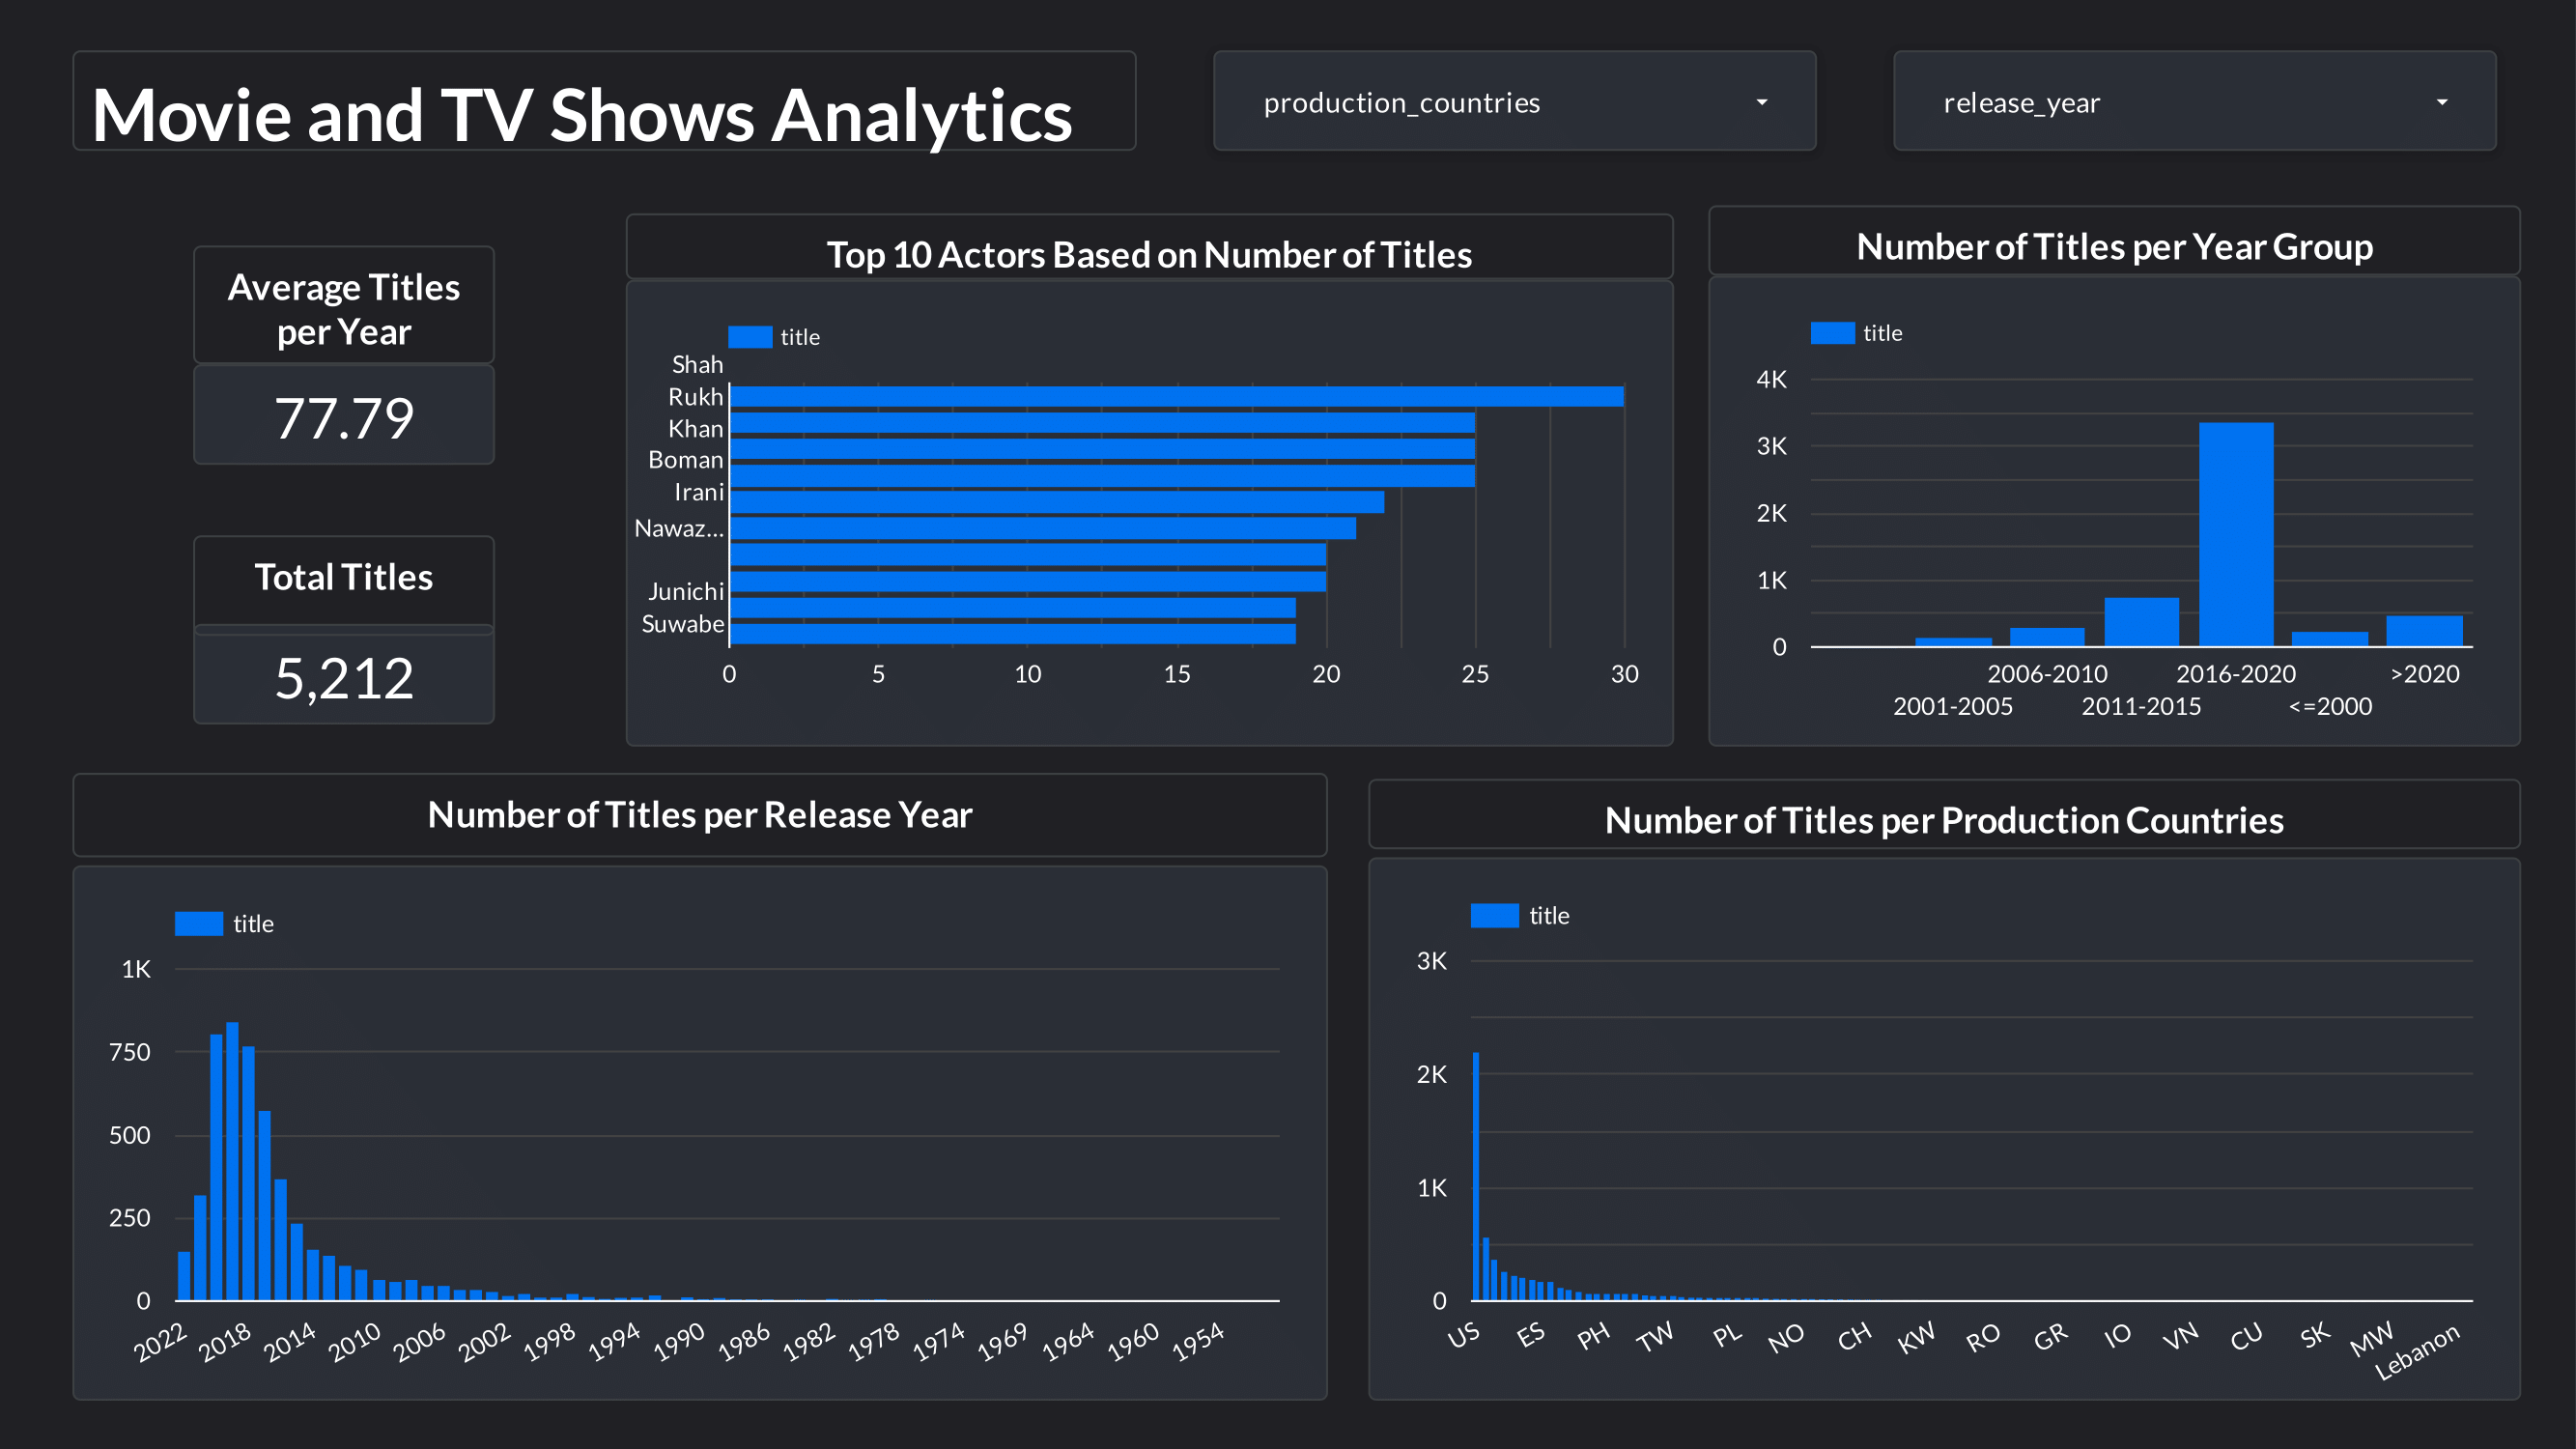 Movie and TV Shows Analytics
production_countries
release_year
Average Titles
per Year
77.79
Total Titles
5,212
Top 10 Actors Based on Number of Titles
title
Shah
Rukh
Khan
Boman
Irani
Nawaz...
Junichi
Suwabe
0 5 10 15 20 25 30
Number of Titles per Year Group
title
4K
3K
2K
1K
0
2006-2010 2016-2020 >2020
2001-2005 2011-2015 <=2000
Number of Titles per Release Year
title
1K
750
500
250
0
2022 2018 2014 2010 2006 2002 1998 1994 1990 1986 1982 1978 1974 1969 1964 1960 1954
Number of Titles per Production Countries
title
3K
2K
1K
0
US ES PH TW PL NO CH KW RO GR IO VN CU SK MW Lebanon